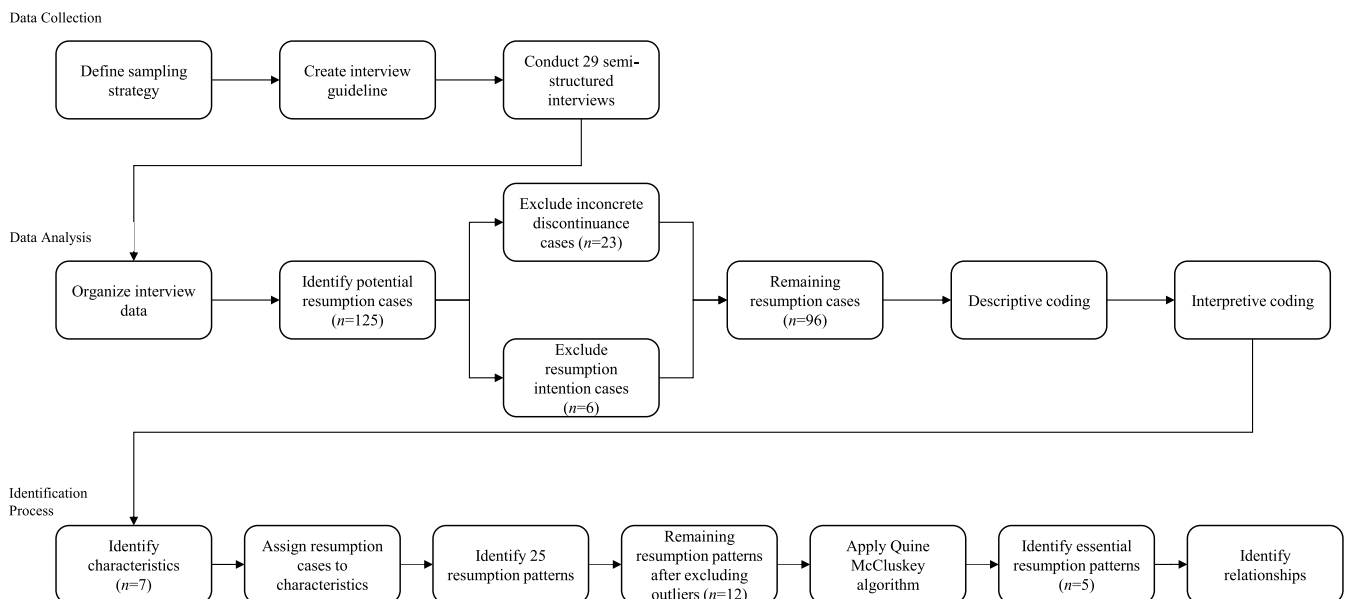 Data Collection
Define sampling
strategy
Create interview
guideline
Conduct 29 semi-
structured
interviews
Data Analysis
Organize interview
data
Identify potential
resumption cases
(n=125)
Exclude inconcrete
discontinuance
cases (n=23)
Exclude
resumption
intention cases
(n=6)
Remaining
resumption cases
(n=96)
Descriptive coding
Interpretive coding
Identification
Process
Identify
characteristics
(n=7)
Assign resumption
cases to
characteristics
Identify 25
resumption patterns
Remaining
resumption patterns
after excluding
outliers (n=12)
Apply Quine
McCluskey
algorithm
Identify essential
resumption patterns
(n=5)
Identify
relationships